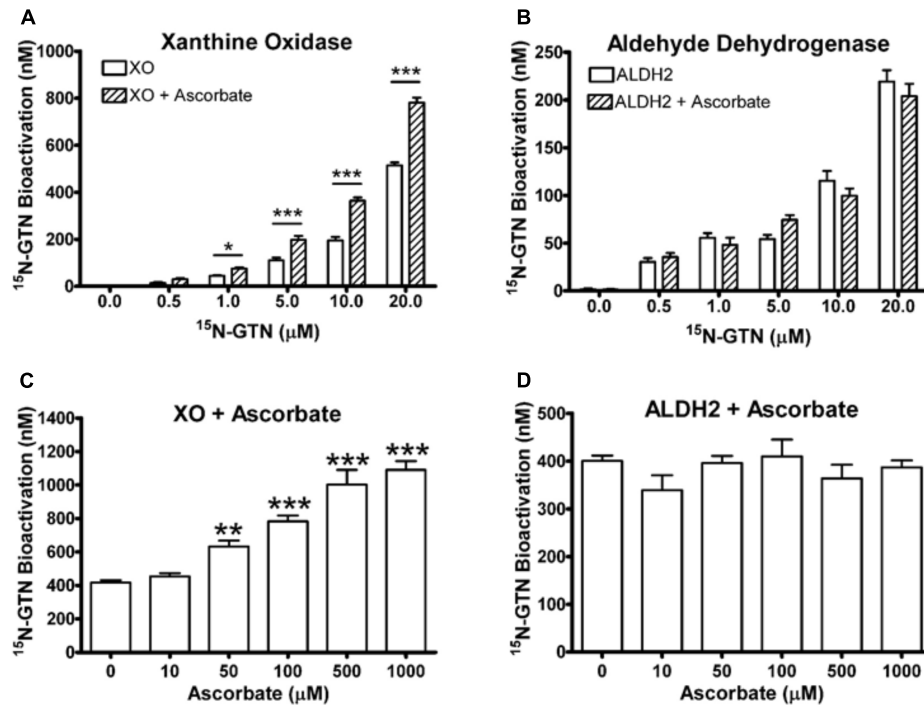 A
Xanthine Oxidase
1000
800
600
400
200
0
¹⁵N-GTN Bioactivation (nM)
XO
XO + Ascorbate
*
***
***
***
0.0 0.5 1.0 5.0 10.0 20.0
¹⁵N-GTN (μM)
B
Aldehyde Dehydrogenase
250
200
150
100
50
0
¹⁵N-GTN Bioactivation (nM)
ALDH2
ALDH2 + Ascorbate
0.0 0.5 1.0 5.0 10.0 20.0
¹⁵N-GTN (μM)
C
XO + Ascorbate
1400
1200
1000
800
600
400
200
0
¹⁵N-GTN Bioactivation (nM)
**
***
***
***
0 10 50 100 500 1000
Ascorbate (μM)
D
ALDH2 + Ascorbate
500
400
300
200
100
0
¹⁵N-GTN Bioactivation (nM)
0 10 50 100 500 1000
Ascorbate (μM)